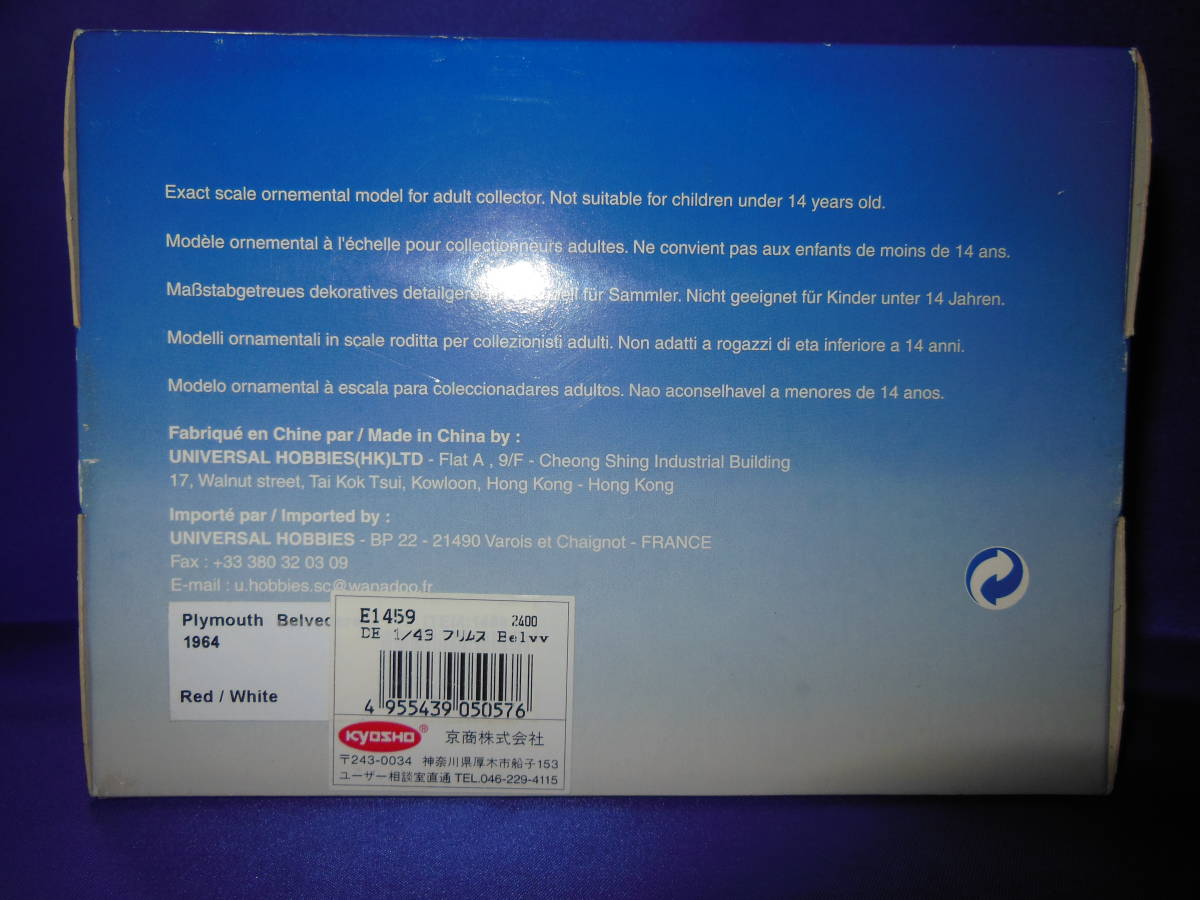 Exact scale ornemental model for adult collector. Not suitable for children under 14 years old.
Modèle ornemental à l'échelle pour collectionneurs adultes. Ne convient pas aux enfants de moins de 14 ans.
Maßstabgetreues dekoratives für Sammler. Nicht geeignet für Kinder unter 14 Jahren.
Modelli ornamentali in scale roditta per collezionisti adulti. Non adatti a rogazzi di eta inferiore a 14 anni.
Modelo ornamental à escala para coleccionadares adultos. Nao aconselhavel a menores de 14 anos.
Fabriqué en Chine par / Made in China by :
UNIVERSAL HOBBIES(HK)LTD - Flat A , 9/F - Cheong Shing Industrial Building
17, Walnut street, Tai Kok Tsui, Kowloon, Hong Kong - Hong Kong
Importé par / Imported by :
UNIVERSAL HOBBIES - BP 22 - 21490 Varois et Chaignot - FRANCE
Fax : +33 380 32 03 09
E-mail : u.hobbies.sc@wanadoo.fr
Plymouth
1964
Red / White
E1459 2400
DE 1/43 プリムス Belvv
4 955439 050576
KYOSHO® 京商株式会社
〒243-0034 神奈川県厚木市船子153
ユーザー相談室直通 TEL.046-229-4115